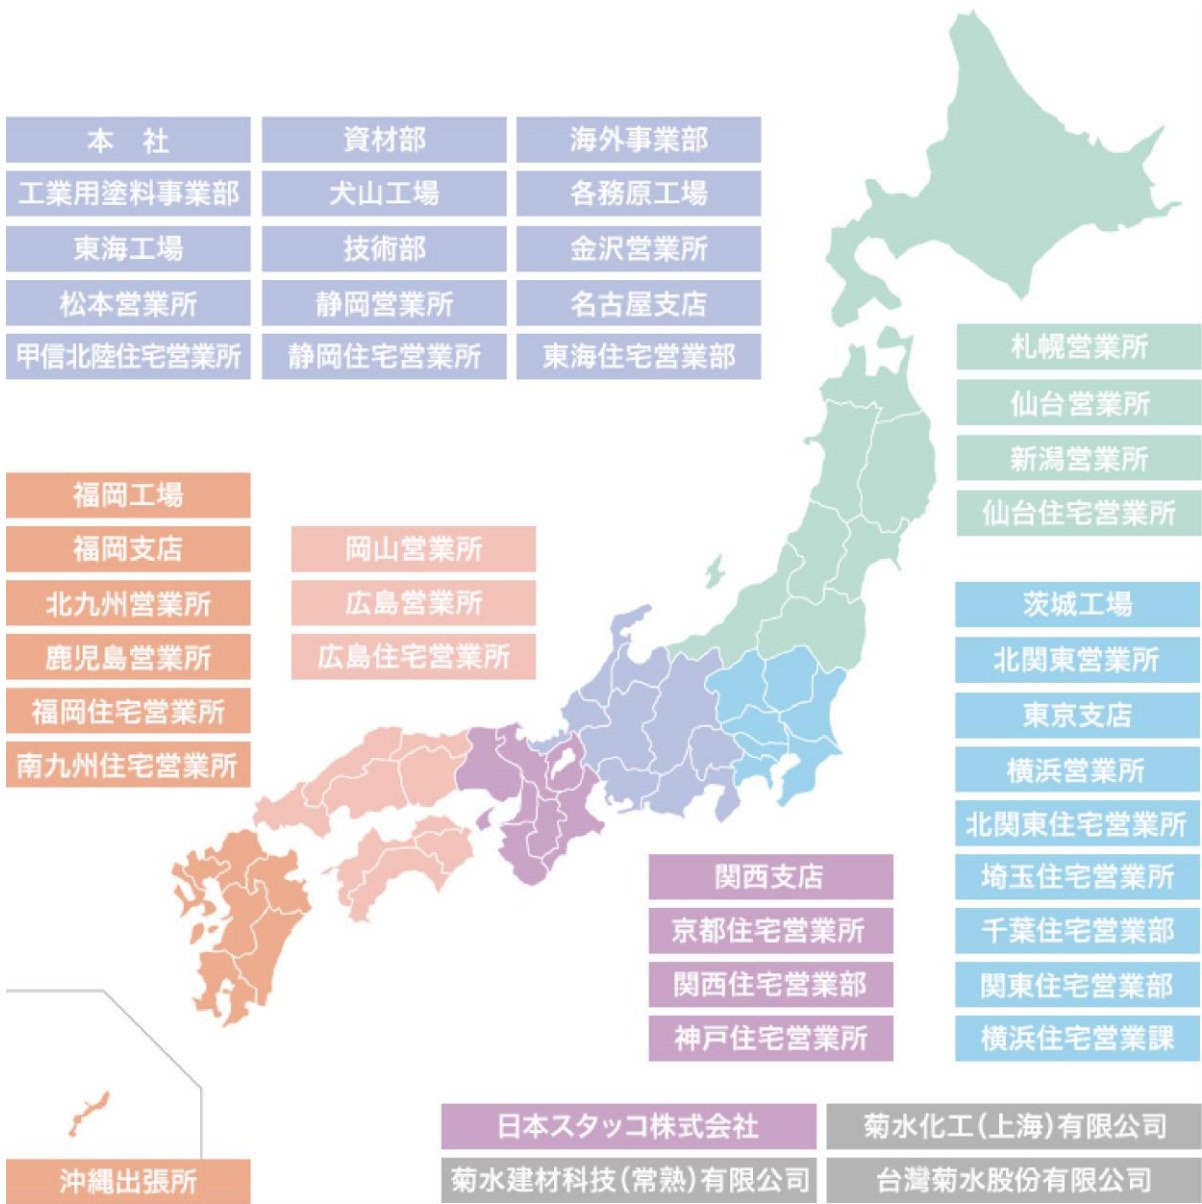 本　社
資材部
海外事業部
工業用塗料事業部
犬山工場
各務原工場
東海工場
技術部
金沢営業所
松本営業所
静岡営業所
名古屋支店
甲信北陸住宅営業所
静岡住宅営業所
東海住宅営業部
札幌営業所
仙台営業所
新潟営業所
仙台住宅営業所
福岡工場
福岡支店
北九州営業所
鹿児島営業所
福岡住宅営業所
南九州住宅営業所
岡山営業所
広島営業所
広島住宅営業所
茨城工場
北関東営業所
東京支店
横浜営業所
北関東住宅営業所
埼玉住宅営業所
千葉住宅営業部
関東住宅営業部
横浜住宅営業課
関西支店
京都住宅営業所
関西住宅営業部
神戸住宅営業所
日本スタッコ株式会社
菊水化工(上海)有限公司
菊水建材科技(常熟)有限公司
台灣菊水股份有限公司
沖縄出張所